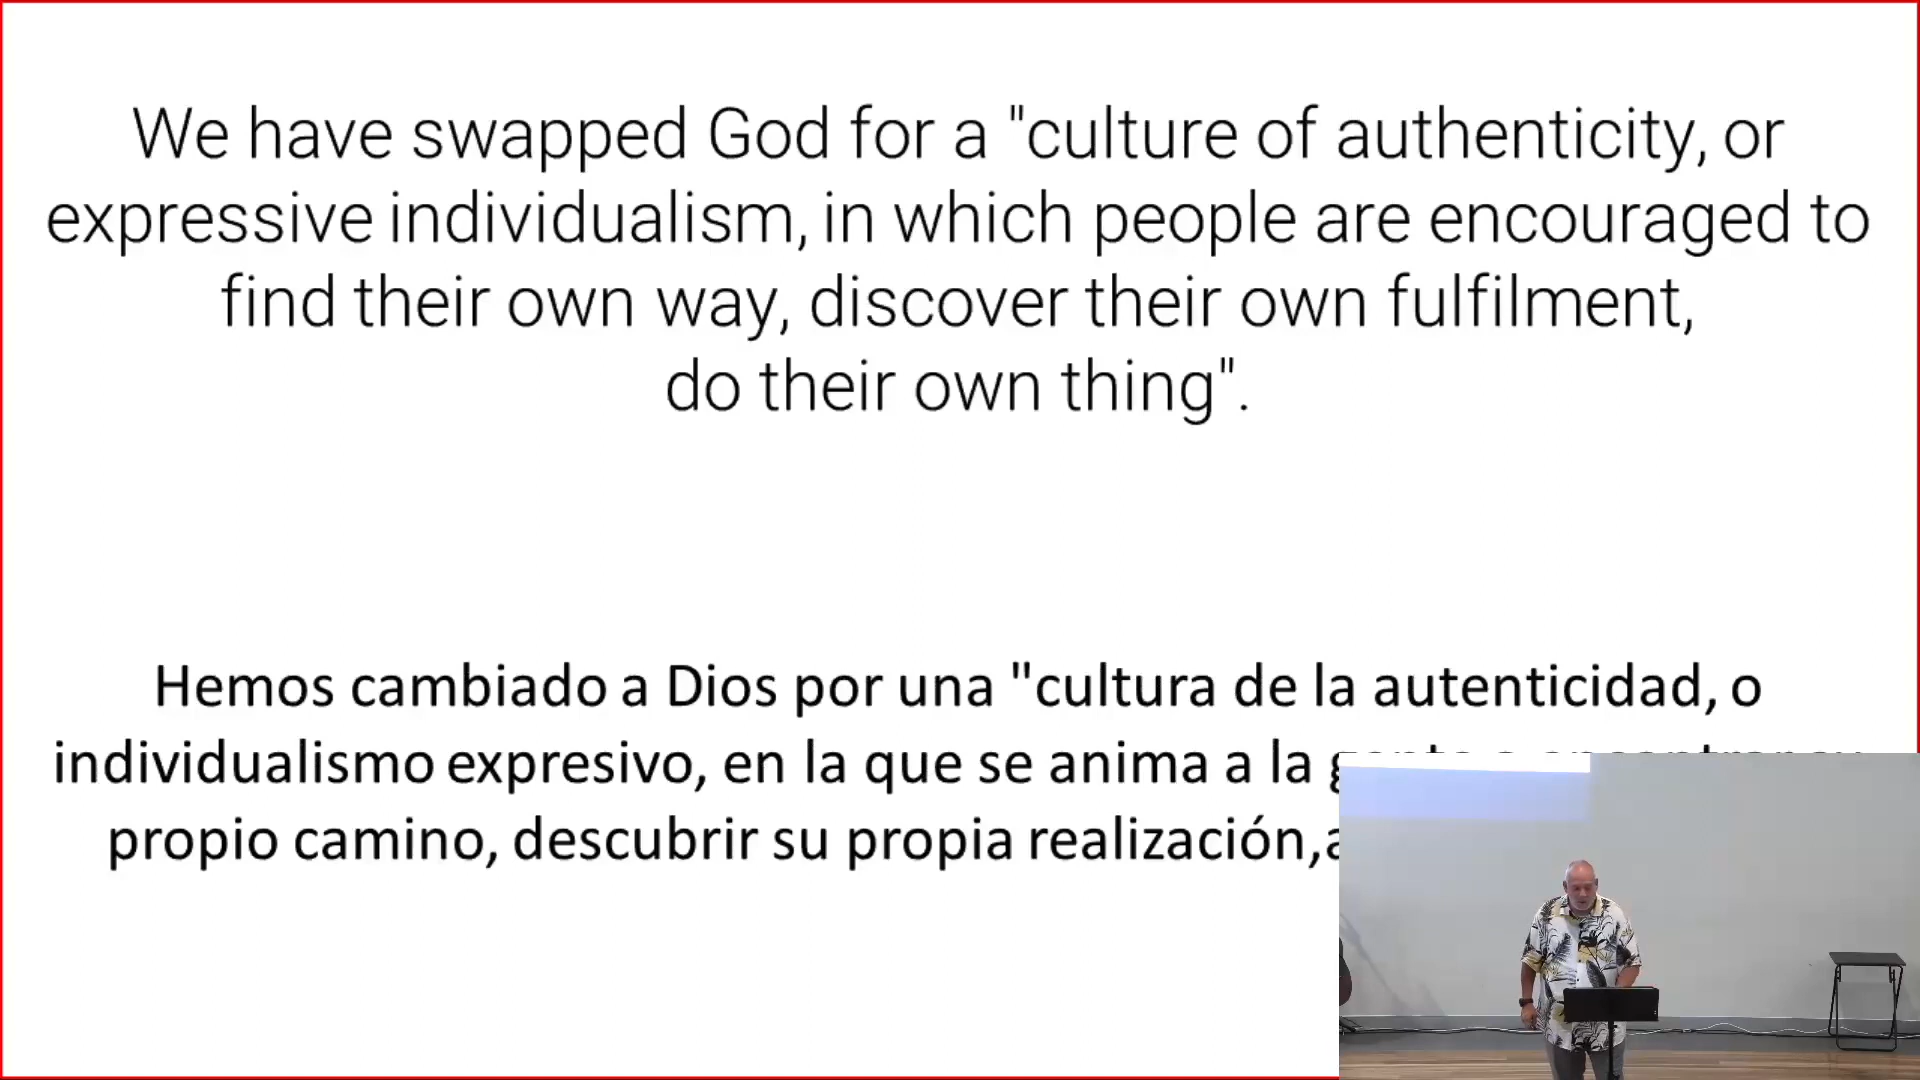 We have swapped God for a "culture of authenticity, or
expressive individualism, in which people are encouraged to
find their own way, discover their own fulfilment,
do their own thing".
Hemos cambiado a Dios por una "cultura de la autenticidad, o
individualismo expresivo, en la que se anima a la
propio camino, descubrir su propia realización,